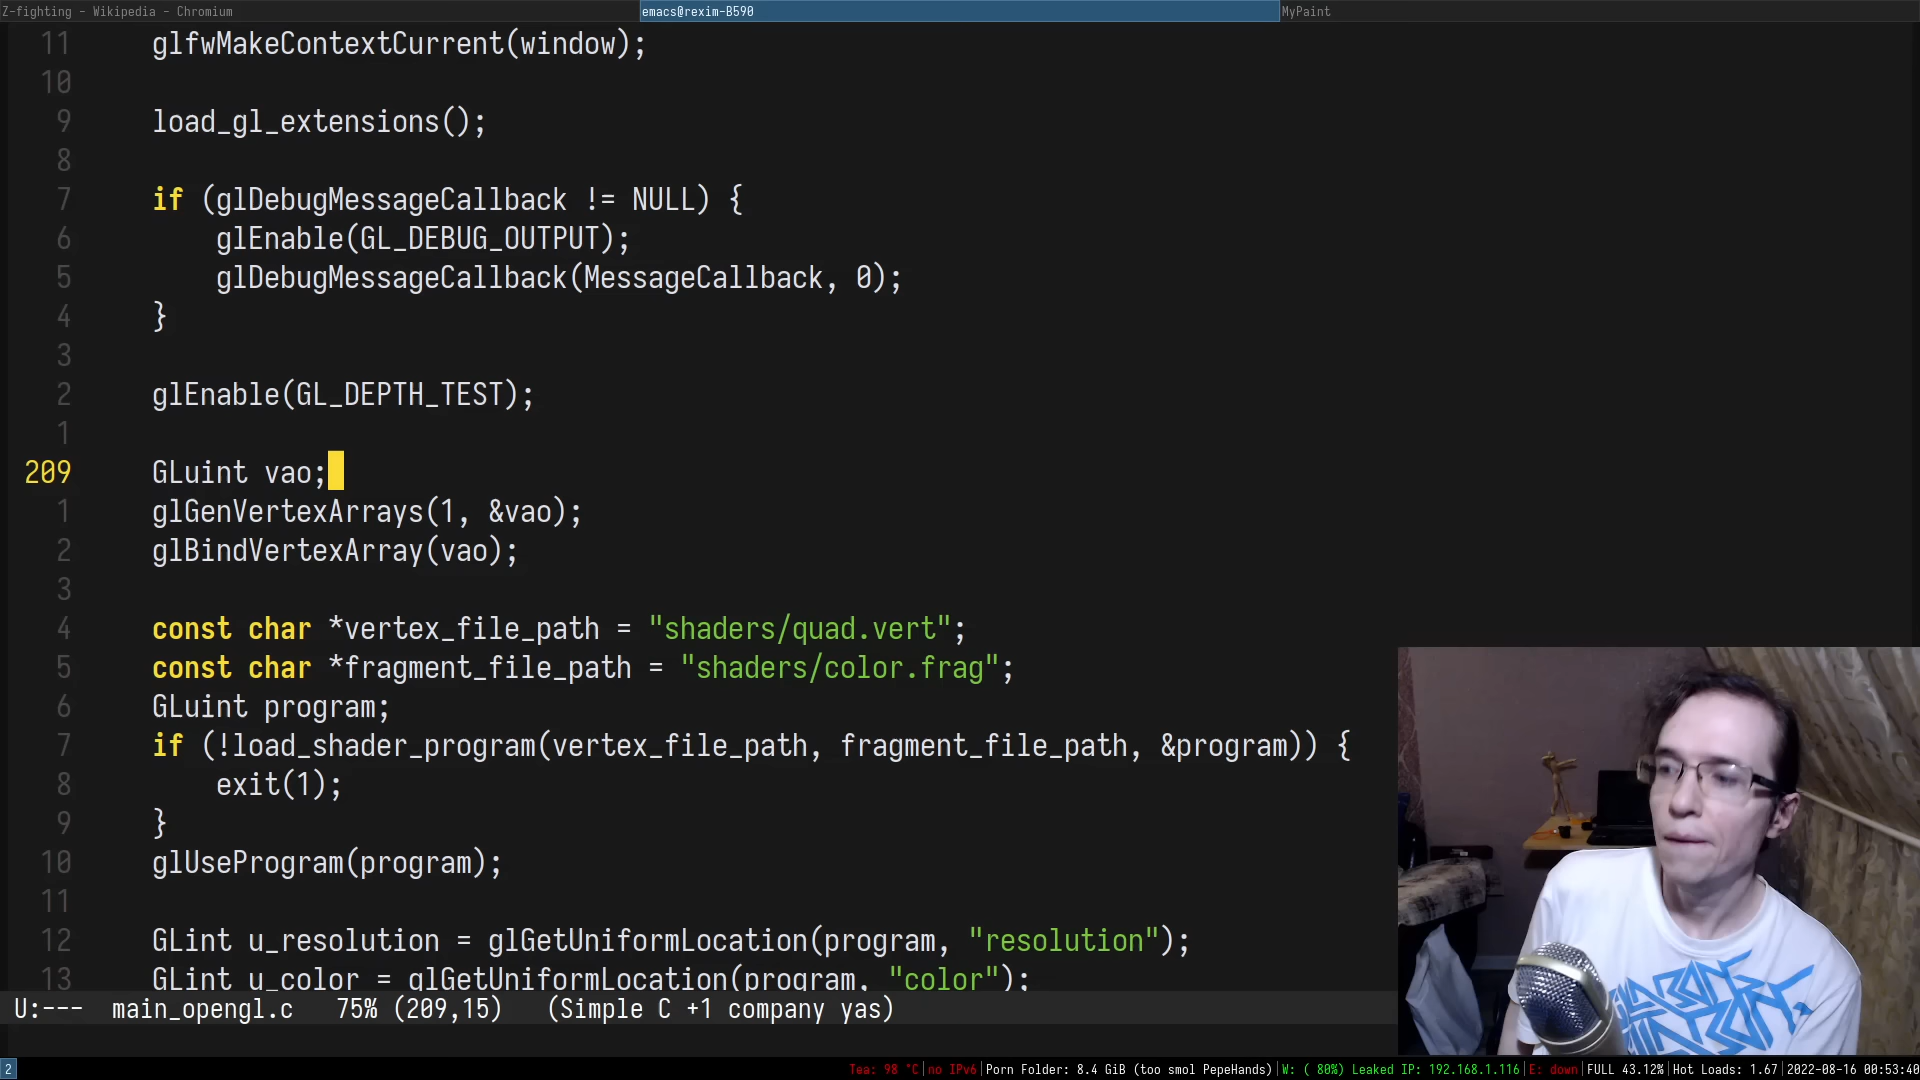 Z-fighting - Wikipedia - Chromium
emacs@rexim-B590
MyPaint
11 glfwMakeContextCurrent(window);
10
9 load_gl_extensions();
8
7 if (glDebugMessageCallback != NULL) {
6 glEnable(GL_DEBUG_OUTPUT);
5 glDebugMessageCallback(MessageCallback, 0);
4 }
3
2 glEnable(GL_DEPTH_TEST);
1
209 GLuint vao;
1 glGenVertexArrays(1, &vao);
2 glBindVertexArray(vao);
3
4 const char *vertex_file_path = "shaders/quad.vert";
5 const char *fragment_file_path = "shaders/color.frag";
6 GLuint program;
7 if (!load_shader_program(vertex_file_path, fragment_file_path, &program)) {
8 exit(1);
9 }
10 glUseProgram(program);
11
12 GLint u_resolution = glGetUniformLocation(program, "resolution");
13 GLint u_color = glGetUniformLocation(program, "color");
U:--- main_opengl.c 75% (209,15) (Simple C +1 company yas)
2
Tea: 98 °C|no IPv6|Porn Folder: 8.4 GiB (too smol PepeHands)|W: ( 80%) Leaked IP: 192.168.1.116|E: down|FULL 43.12%|Hot Loads: 1.67|2022-08-16 00:53:40